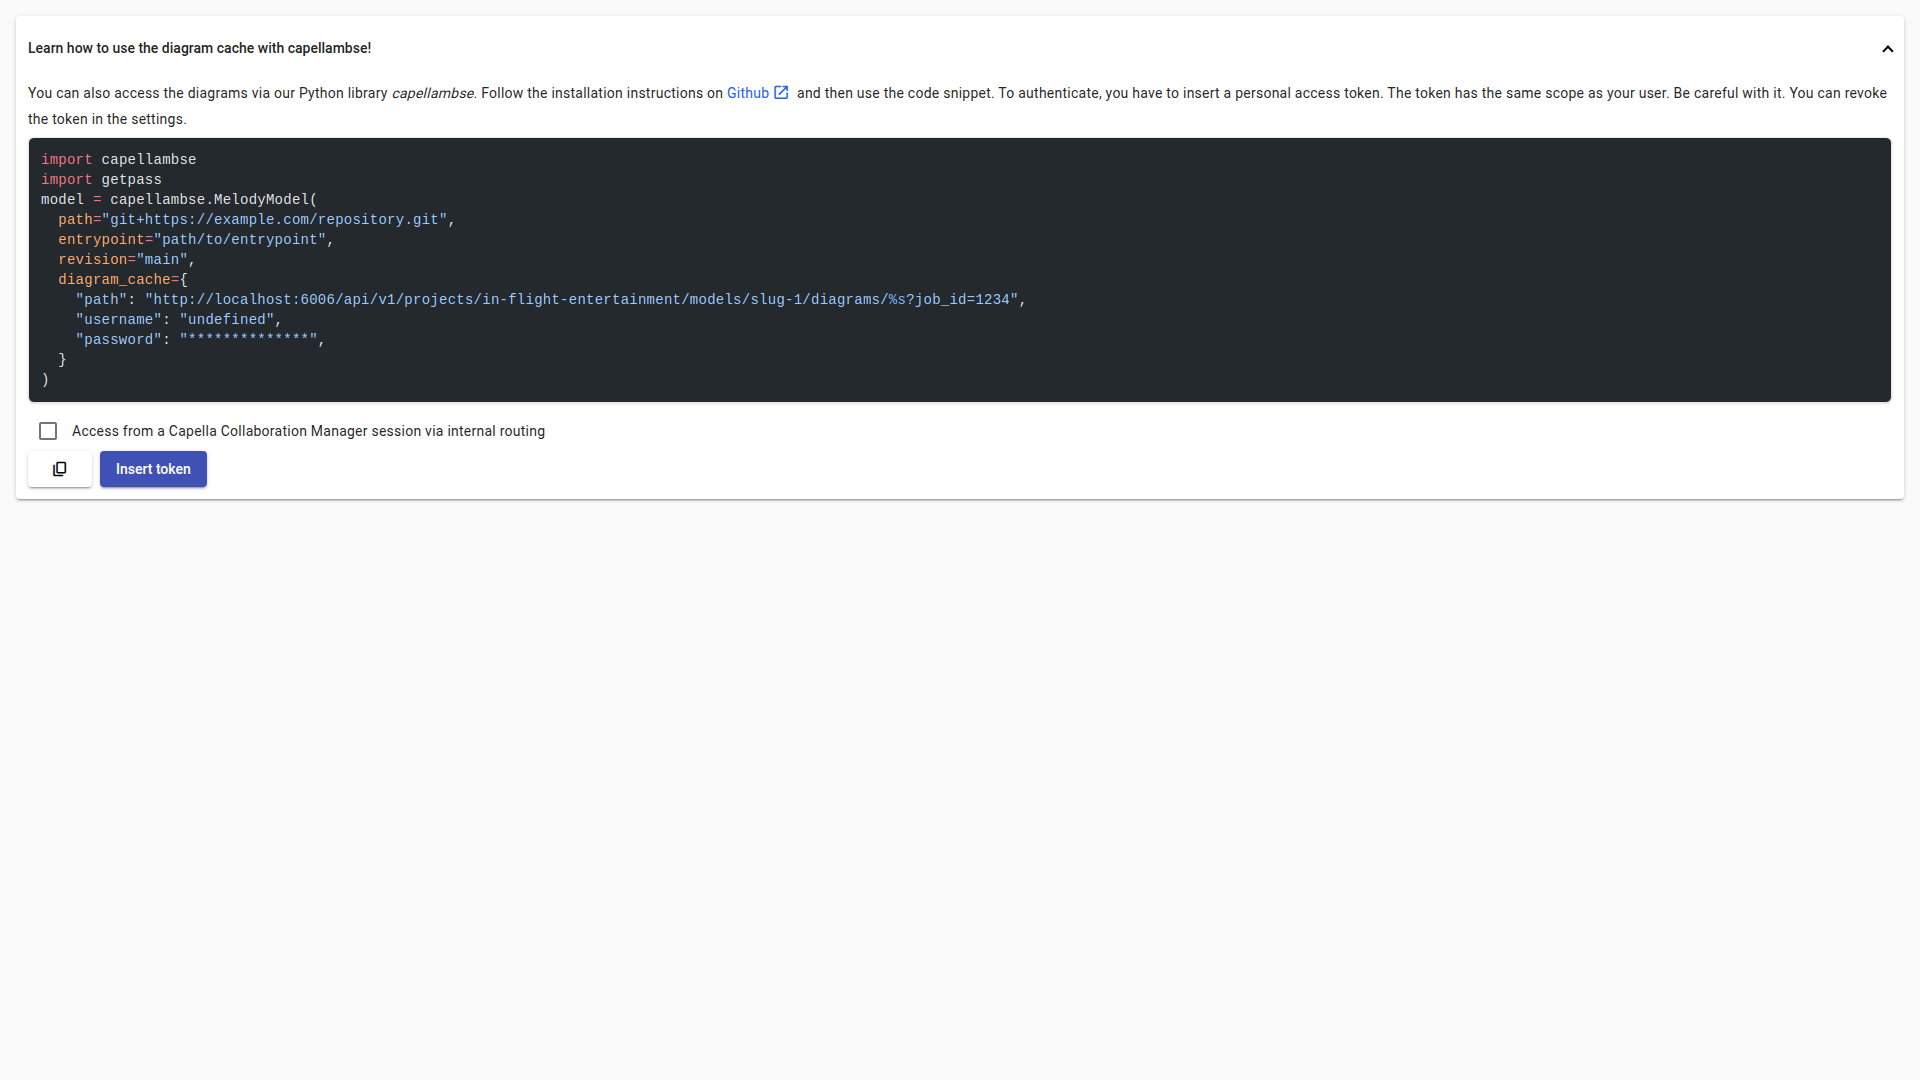 Learn how to use the diagram cache with capellambse!
You can also access the diagrams via our Python library capellambse. Follow the installation instructions on Github and then use the code snippet. To authenticate, you have to insert a personal access token. The token has the same scope as your user. Be careful with it. You can revoke
the token in the settings.
import capellambse
import getpass
model = capellambse.MelodyModel(
  path="git+https://example.com/repository.git",
  entrypoint="path/to/entrypoint",
  revision="main",
  diagram_cache={
    "path": "http://localhost:6006/api/v1/projects/in-flight-entertainment/models/slug-1/diagrams/%s?job_id=1234",
    "username": "undefined",
    "password": "**************",
  }
)
Access from a Capella Collaboration Manager session via internal routing
Insert token